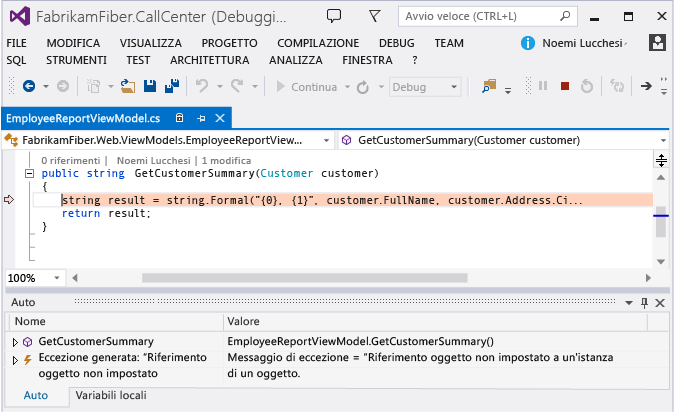 FabrikamFiber.CallCenter (Debuggi...
Avvio veloce (CTRL+L)
FILE MODIFICA VISUALIZZA PROGETTO COMPILAZIONE DEBUG TEAM
Noemi Lucchesi
SQL STRUMENTI TEST ARCHITETTURA ANALIZZA FINESTRA ?
Continua Debug
EmployeeReportViewModel.cs
FabrikamFiber.Web.ViewModels.EmployeeReportView... GetCustomerSummary(Customer customer)
0 riferimenti | Noemi Lucchesi | 1 modifica
public string GetCustomerSummary(Customer customer)
{
string result = string.Formal("{0}, {1}", customer.FullName, customer.Address.Ci...
return result;
}
100%
Auto
Nome Valore
GetCustomerSummary EmployeeReportViewModel.GetCustomerSummary()
Eccezione generata: “Riferimento Messaggio di eccezione = “Riferimento oggetto non impostato a un'istanza
oggetto non impostato di un oggetto.
Auto Variabili locali